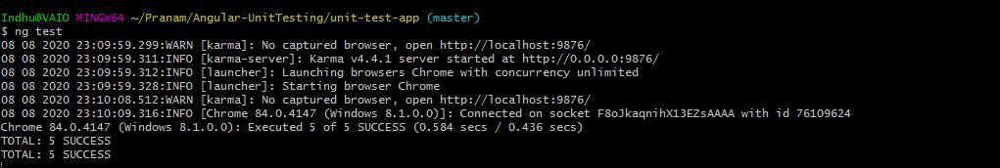 Indhu@VAIO MINGW64 ~/Pranam/Angular-UnitTesting/unit-test-app (master)
$ ng test
08 08 2020 23:09:59.299:WARN [karma]: No captured browser, open http://localhost:9876/
08 08 2020 23:09:59.311:INFO [karma-server]: Karma v4.4.1 server started at http://0.0.0.0:9876/
08 08 2020 23:09:59.312:INFO [launcher]: Launching browsers Chrome with concurrency unlimited
08 08 2020 23:09:59.328:INFO [launcher]: Starting browser Chrome
08 08 2020 23:10:08.512:WARN [karma]: No captured browser, open http://localhost:9876/
08 08 2020 23:10:09.316:INFO [Chrome 84.0.4147 (Windows 8.1.0.0)]: Connected on socket F8oJkaqnihX13EZsAAAA with id 76109624
Chrome 84.0.4147 (Windows 8.1.0.0): Executed 5 of 5 SUCCESS (0.584 secs / 0.436 secs)
TOTAL: 5 SUCCESS
TOTAL: 5 SUCCESS